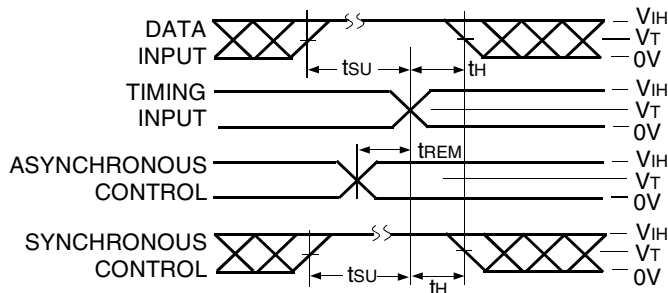 DATA INPUT
tSU
tH
VIH
VT
0V
TIMING INPUT
VIH
VT
0V
tREM
ASYNCHRONOUS CONTROL
VIH
VT
0V
SYNCHRONOUS CONTROL
tSU
tH
VIH
VT
0V